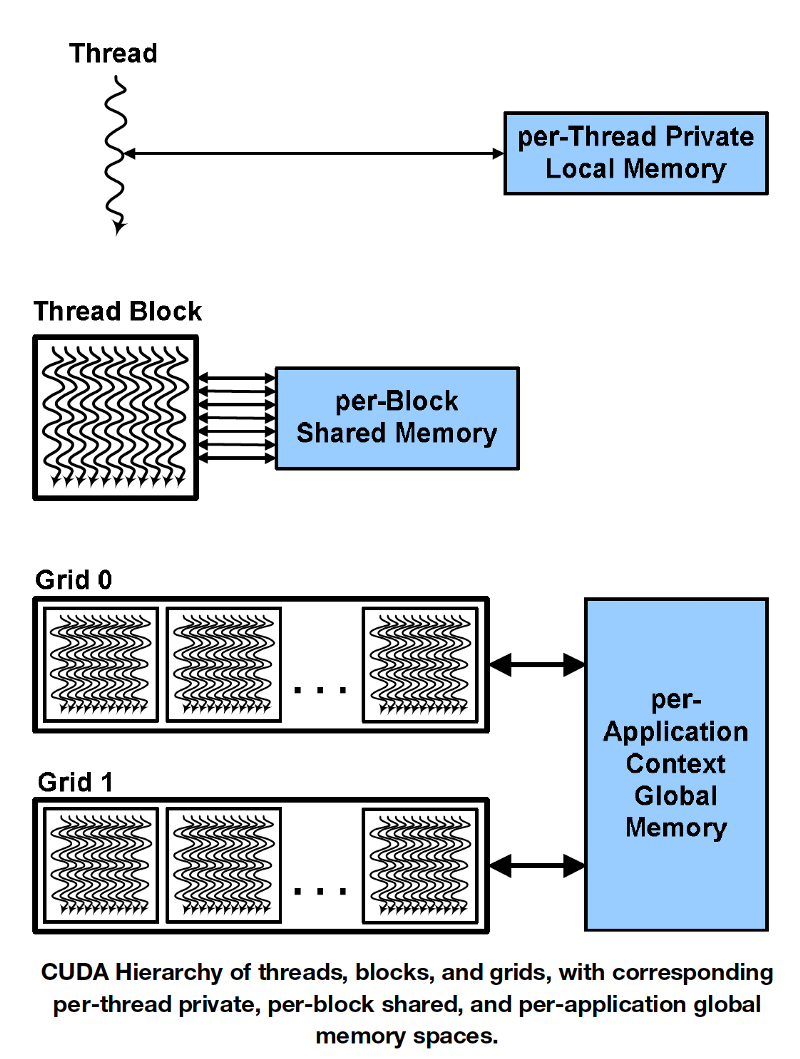 Thread
per-Thread Private
Local Memory
Thread Block
per-Block
Shared Memory
Grid 0
. . .
per-
Application
Context
Global
Memory
Grid 1
. . .
CUDA Hierarchy of threads, blocks, and grids, with corresponding
per-thread private, per-block shared, and per-application global
memory spaces.